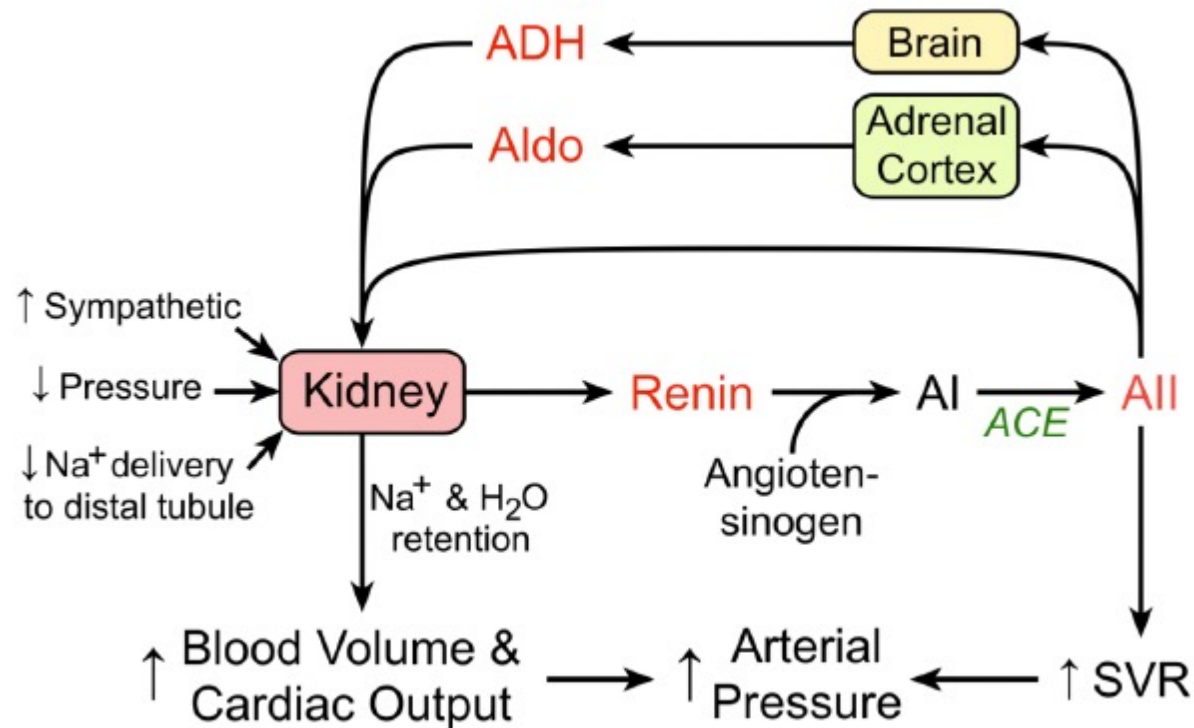 ADH
Brain
Aldo
Adrenal
Cortex
↑ Sympathetic
↓ Pressure
↓ Na⁺ delivery
to distal tubule
Kidney
Renin
AI
AII
ACE
Angioten-
sinogen
Na⁺ & H₂O
retention
↑ Blood Volume &
Cardiac Output
↑ Arterial
Pressure
↑ SVR